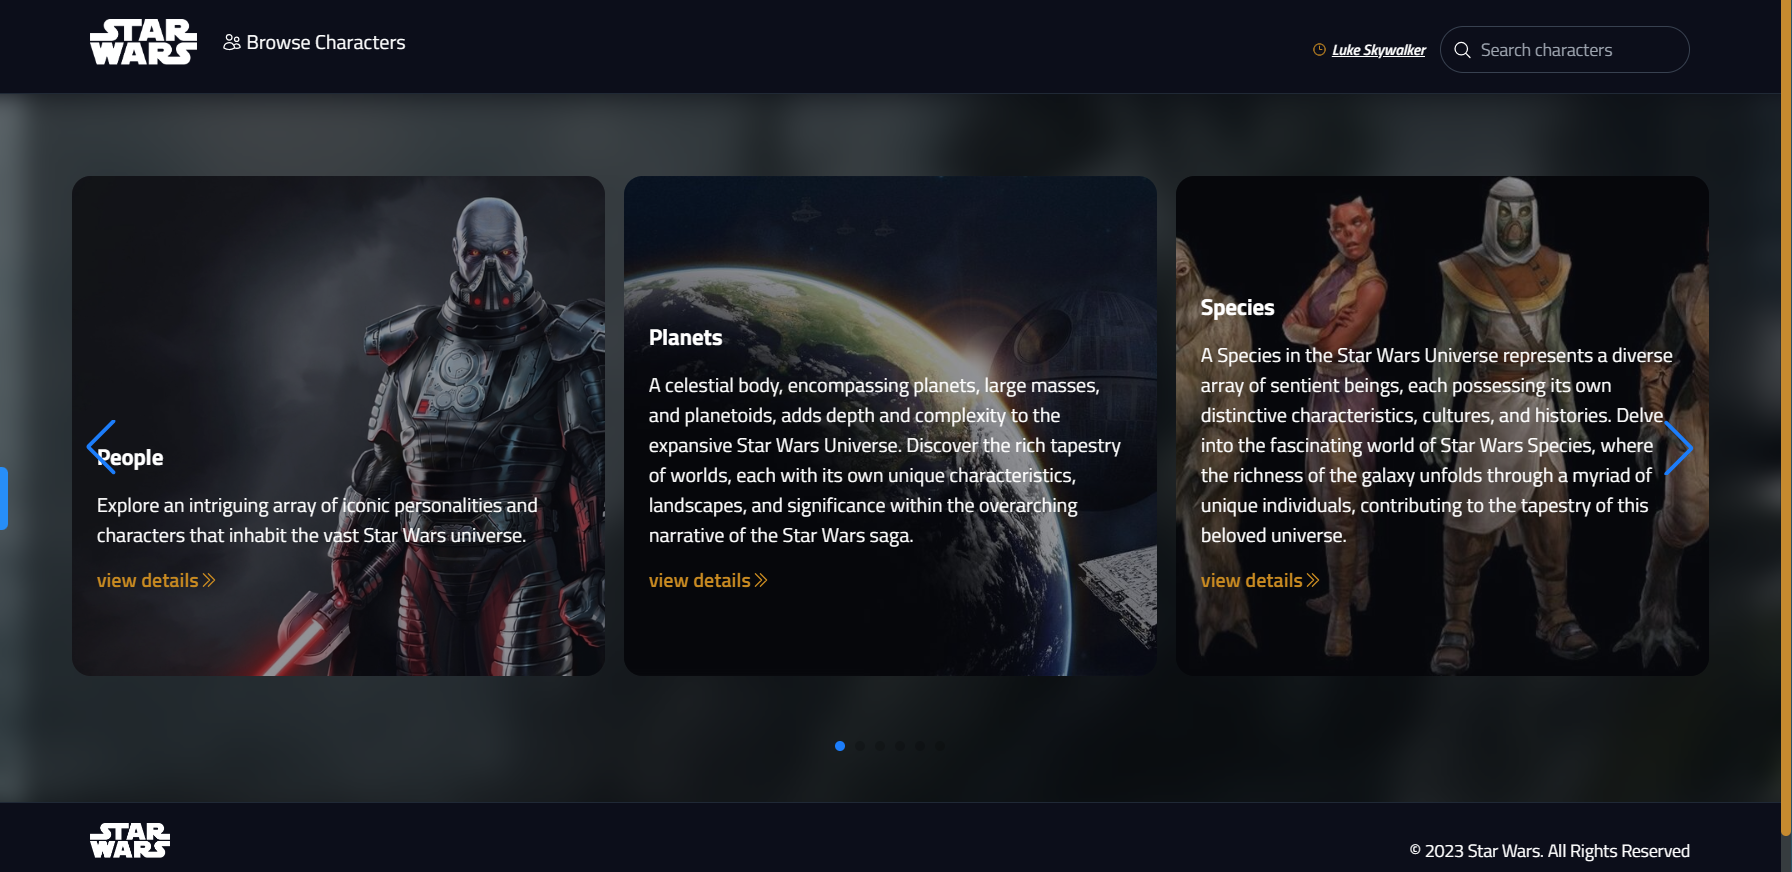 STAR
WARS
Browse Characters
Luke Skywalker
Search characters
People
Explore an intriguing array of iconic personalities and
characters that inhabit the vast Star Wars universe.
view details
Planets
A celestial body, encompassing planets, large masses,
and planetoids, adds depth and complexity to the
expansive Star Wars Universe. Discover the rich tapestry
of worlds, each with its own unique characteristics,
landscapes, and significance within the overarching
narrative of the Star Wars saga.
view details
Species
A Species in the Star Wars Universe represents a diverse
array of sentient beings, each possessing its own
distinctive characteristics, cultures, and histories. Delve
into the fascinating world of Star Wars Species, where
the richness of the galaxy unfolds through a myriad of
unique individuals, contributing to the tapestry of this
beloved universe.
view details
STAR
WARS
© 2023 Star Wars. All Rights Reserved